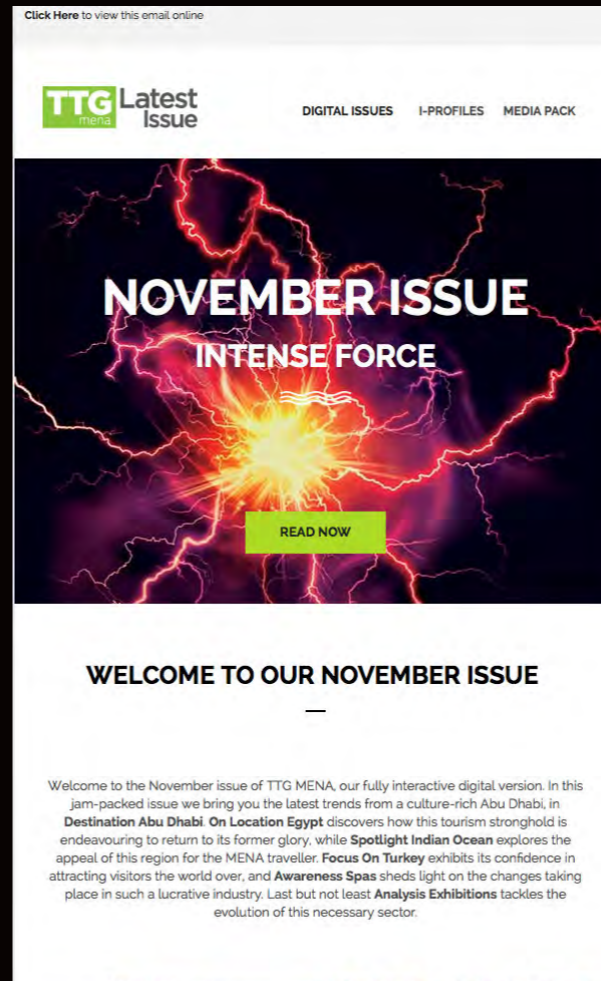 Click Here to view this email online
TTG
mena
Latest
Issue
DIGITAL ISSUES I-PROFILES MEDIA PACK
NOVEMBER ISSUE
INTENSE FORCE
READ NOW
WELCOME TO OUR NOVEMBER ISSUE
Welcome to the November issue of TTG MENA, our fully interactive digital version. In this
jam-packed issue we bring you the latest trends from a culture-rich Abu Dhabi, in
Destination Abu Dhabi. On Location Egypt discovers how this tourism stronghold is
endeavouring to return to its former glory, while Spotlight Indian Ocean explores the
appeal of this region for the MENA traveller. Focus On Turkey exhibits its confidence in
attracting visitors the world over, and Awareness Spas sheds light on the changes taking
place in such a lucrative industry. Last but not least Analysis Exhibitions tackles the
evolution of this necessary sector.